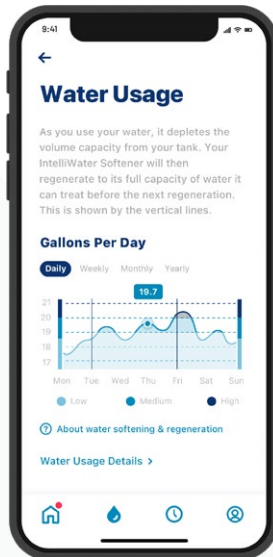 9:41
Water Usage
As you use your water, it depletes the
volume capacity from your tank. Your
IntelliWater Softener will then
regenerate to its full capacity of water it
can treat before the next regeneration.
This is shown by the vertical lines.
Gallons Per Day
Daily Weekly Monthly Yearly
19.7
21
20
19
18
17
Mon Tue Wed Thu Fri Sat Sun
Low Medium High
? About water softening & regeneration
Water Usage Details >